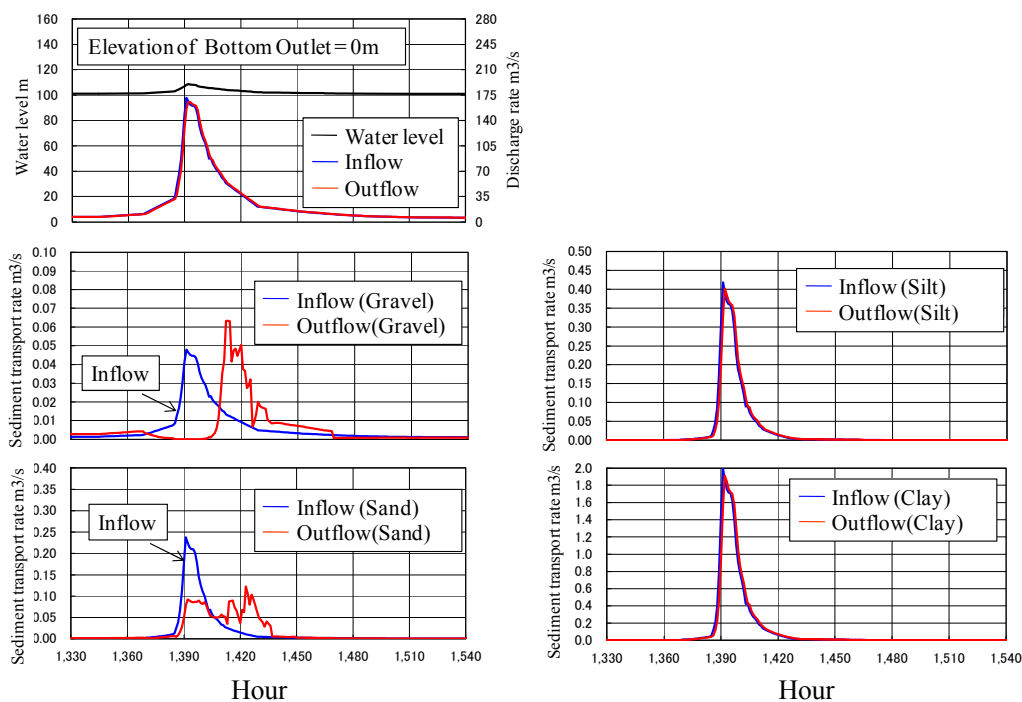 Elevation of Bottom Outlet = 0m
Water level m
160
140
120
100
80
60
40
20
0
280
245
210
175
140
105
70
35
0
Discharge rate m3/s
Water level
Inflow
Outflow
Sediment transport rate m3/s
0.10
0.09
0.08
0.07
0.06
0.05
0.04
0.03
0.02
0.01
0.00
Inflow
Inflow (Gravel)
Outflow(Gravel)
Sediment transport rate m3/s
0.50
0.45
0.40
0.35
0.30
0.25
0.20
0.15
0.10
0.05
0.00
Inflow (Silt)
Outflow(Silt)
Sediment transport rate m3/s
0.40
0.35
0.30
0.25
0.20
0.15
0.10
0.05
0.00
Inflow
Inflow (Sand)
Outflow(Sand)
1,330 1,360 1,390 1,420 1,450 1,480 1,510 1,540
Hour
Sediment transport rate m3/s
2.0
1.8
1.6
1.4
1.2
1.0
0.8
0.6
0.4
0.2
0.0
Inflow (Clay)
Outflow(Clay)
1,330 1,360 1,390 1,420 1,450 1,480 1,510 1,540
Hour